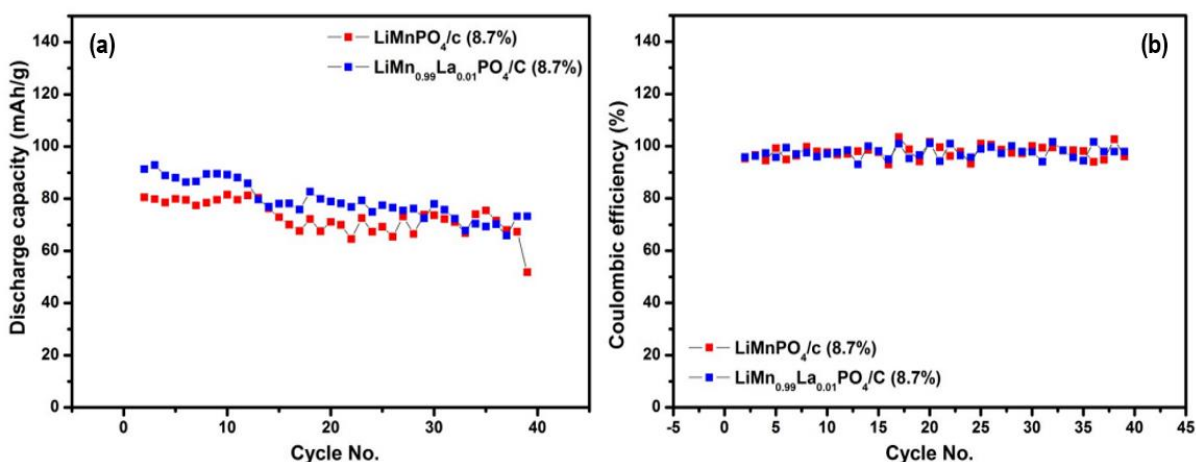 (a)
LiMnPO4/c (8.7%)
LiMn0.99La0.01PO4/C (8.7%)
Discharge capacity (mAh/g)
140
120
100
80
60
40
20
0
0 10 20 30 40
Cycle No.
(b)
Coulombic efficiency (%)
140
120
100
80
60
40
20
0
LiMnPO4/c (8.7%)
LiMn0.99La0.01PO4/C (8.7%)
-5 0 5 10 15 20 25 30 35 40 45
Cycle No.